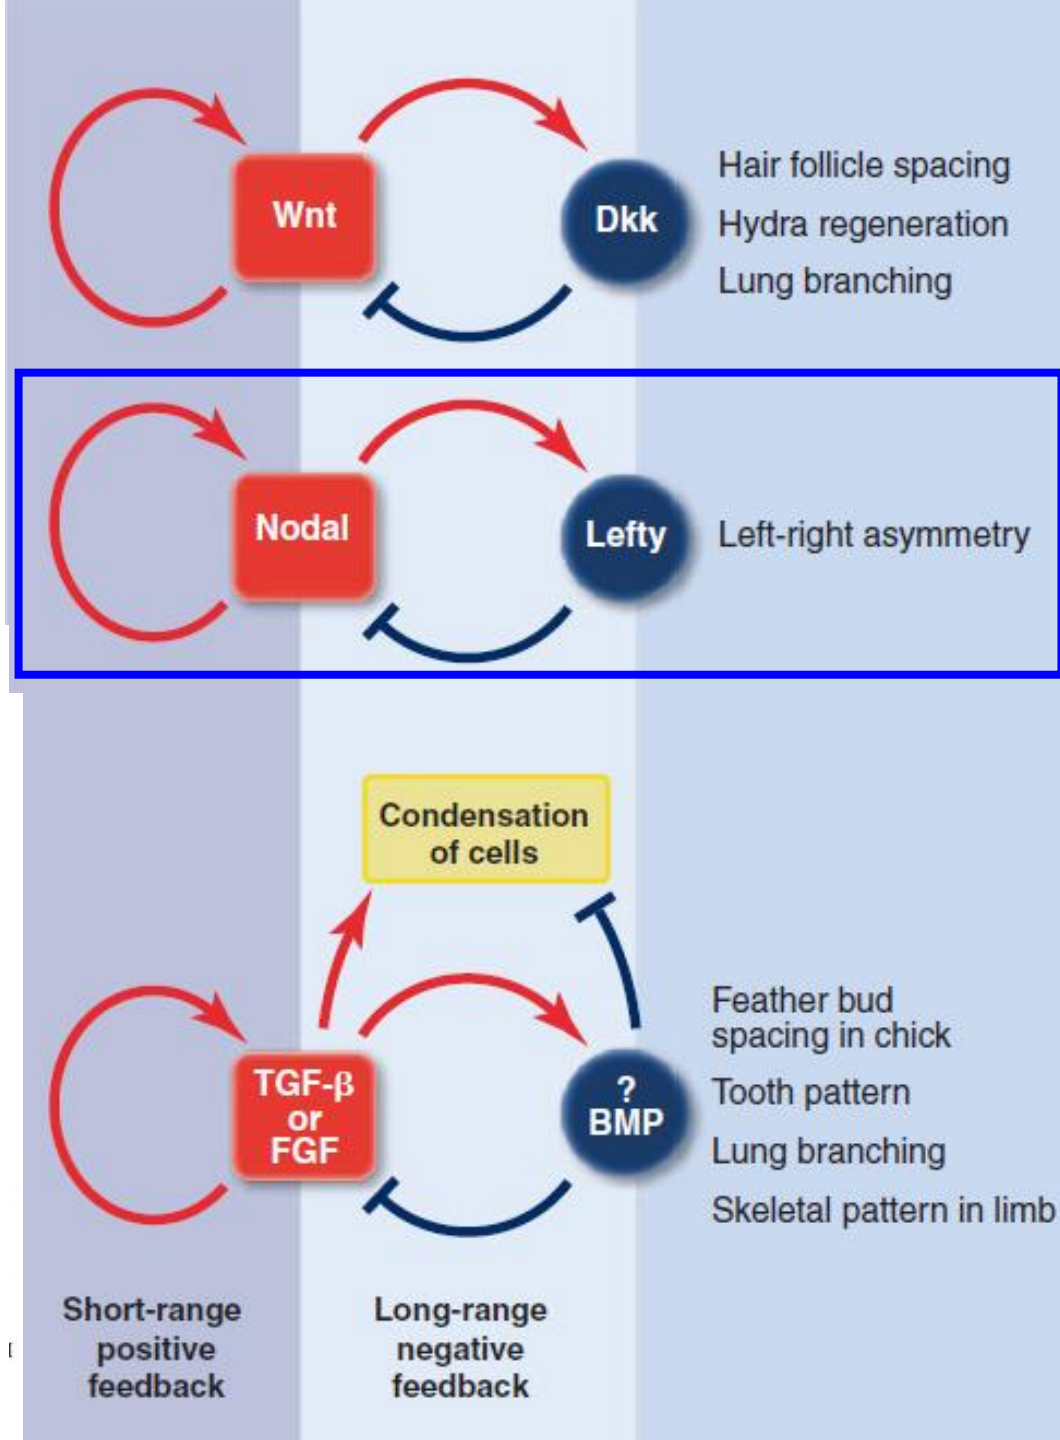 Wnt
Dkk
Hair follicle spacing
Hydra regeneration
Lung branching
Nodal
Lefty
Left-right asymmetry
Condensation
of cells
TGF-β
or
FGF
?
BMP
Feather bud
spacing in chick
Tooth pattern
Lung branching
Skeletal pattern in limb
Short-range
positive
feedback
Long-range
negative
feedback